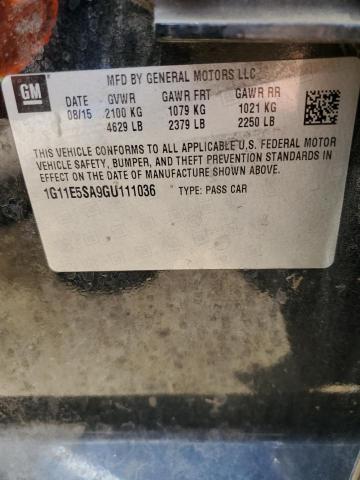 GM
MFD BY GENERAL MOTORS LLC
DATE GVWR GAWR FRT GAWR RR
08/15 2100 KG 1079 KG 1021 KG
4629 LB 2379 LB 2250 LB
THIS VEHICLE CONFORMS TO ALL APPLICABLE U.S. FEDERAL MOTOR
VEHICLE SAFETY, BUMPER, AND THEFT PREVENTION STANDARDS IN
EFFECT ON THE DATE OF MANUFACTURE SHOWN ABOVE.
1G11E5SA9GU111036 TYPE: PASS CAR